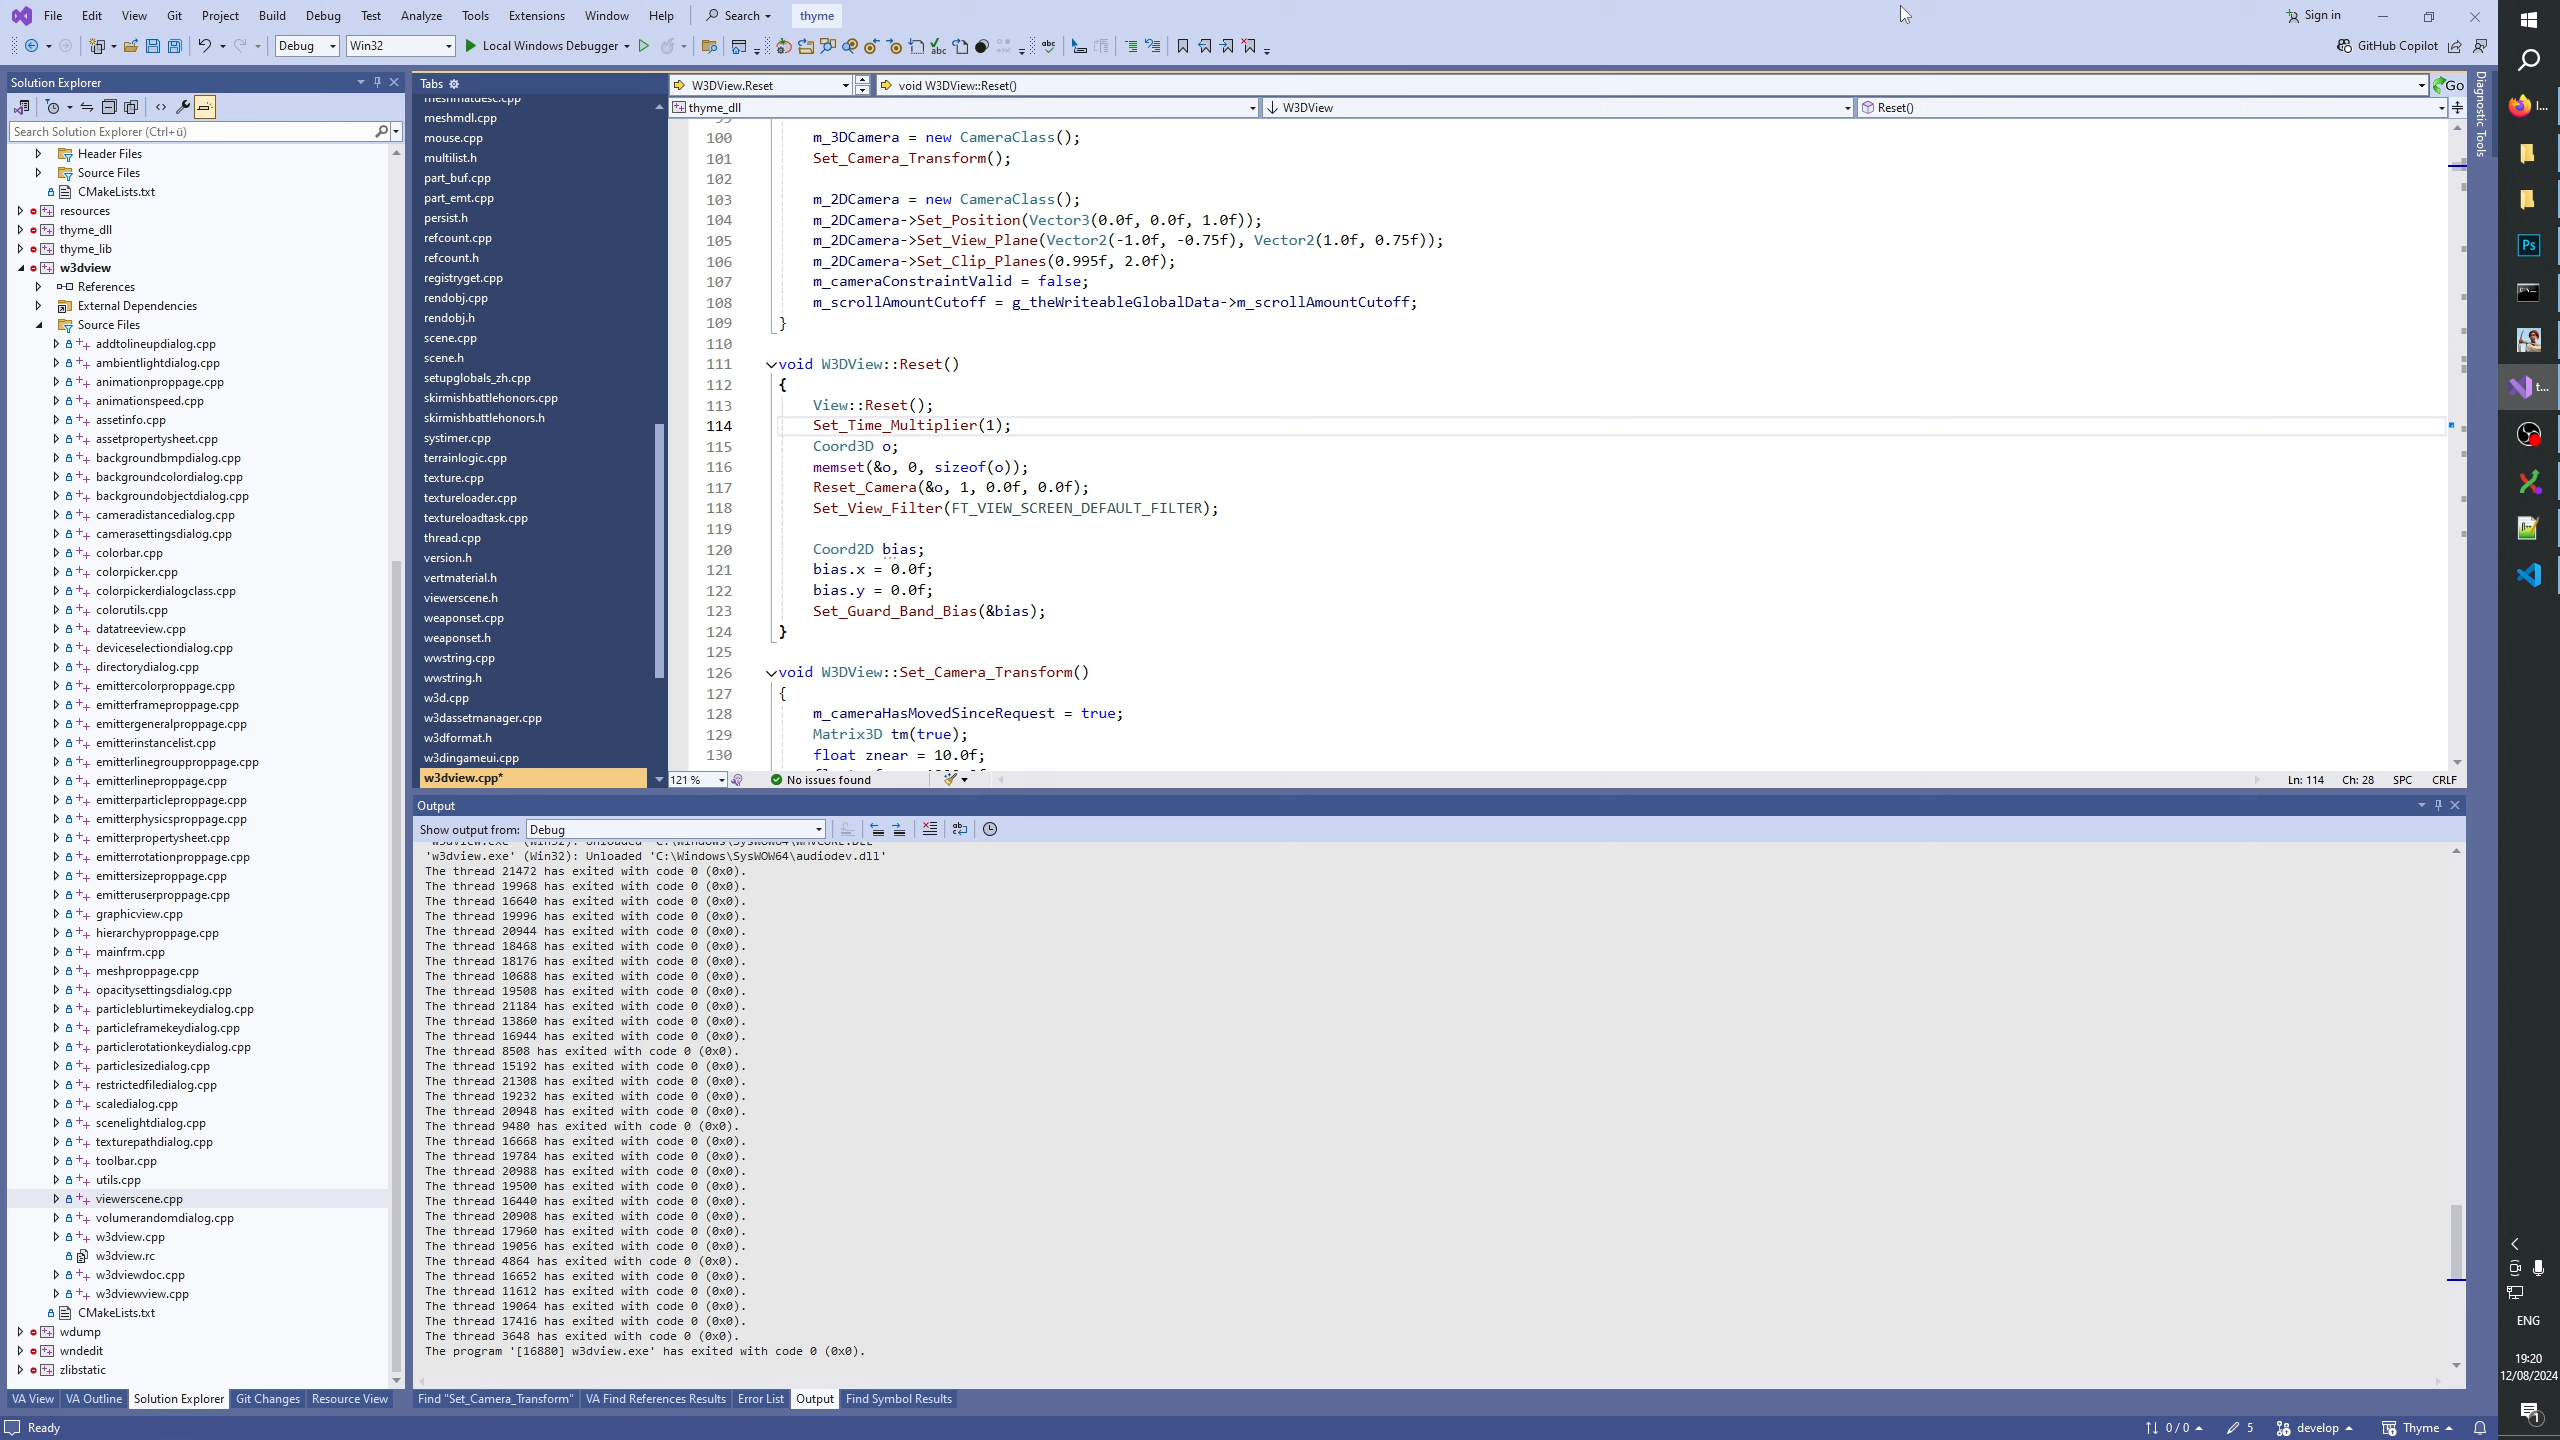 File Edit View Git Project Build Debug Test Analyze Tools Extensions Window Help Search thyme Sign in
Debug Win32 Local Windows Debugger GitHub Copilot
Solution Explorer
Search Solution Explorer (Ctrl+ü)
Header Files
Source Files
CMakeLists.txt
resources
thyme_dll
thyme_lib
w3dview
References
External Dependencies
Source Files
addtolineupdialog.cpp
ambientlightdialog.cpp
animationproppage.cpp
animationspeed.cpp
assetinfo.cpp
assetpropertysheet.cpp
backgroundbmpdialog.cpp
backgroundcolordialog.cpp
backgroundobjectdialog.cpp
cameradistancedialog.cpp
camerasettingsdialog.cpp
colorbar.cpp
colorpicker.cpp
colorpickerdialogclass.cpp
colorutils.cpp
datatreeview.cpp
deviceselectiondialog.cpp
directorydialog.cpp
emittercolorproppage.cpp
emitterframeproppage.cpp
emittergeneralproppage.cpp
emitterinstancelist.cpp
emitterlinegroupproppage.cpp
emitterlineproppage.cpp
emitterparticleproppage.cpp
emitterphysicsproppage.cpp
emitterpropertysheet.cpp
emitterrotationproppage.cpp
emittersizeproppage.cpp
emitteruserproppage.cpp
graphicview.cpp
hierarchyproppage.cpp
mainfrm.cpp
meshproppage.cpp
opacitysettingsdialog.cpp
particleblurtimekeydialog.cpp
particleframekeydialog.cpp
particlerotationkeydialog.cpp
particlesizedialog.cpp
restrictedfiledialog.cpp
scaledialog.cpp
scenelightdialog.cpp
texturepathdialog.cpp
toolbar.cpp
utils.cpp
viewerscene.cpp
volumerandomdialog.cpp
w3dview.cpp
w3dview.rc
w3dviewdoc.cpp
w3dviewview.cpp
CMakeLists.txt
wdump
wndedit
zlibstatic
VA View VA Outline Solution Explorer Git Changes Resource View
Tabs
meshmatdesc.cpp
meshmdl.cpp
mouse.cpp
multilist.h
part_buf.cpp
part_emt.cpp
persist.h
refcount.cpp
refcount.h
registryget.cpp
rendobj.cpp
rendobj.h
scene.cpp
scene.h
setupglobals_zh.cpp
skirmishbattlehonors.cpp
skirmishbattlehonors.h
systimer.cpp
terrainlogic.cpp
texture.cpp
textureloader.cpp
textureloadtask.cpp
thread.cpp
version.h
vertmaterial.h
viewerscene.h
weaponset.cpp
weaponset.h
wwstring.cpp
wwstring.h
w3d.cpp
w3dassetmanager.cpp
w3dformat.h
w3dingameui.cpp
w3dview.cpp*
W3DView.Reset void W3DView::Reset() Go
thyme_dll W3DView Reset()
100 m_3DCamera = new CameraClass();
101 Set_Camera_Transform();
102
103 m_2DCamera = new CameraClass();
104 m_2DCamera->Set_Position(Vector3(0.0f, 0.0f, 1.0f));
105 m_2DCamera->Set_View_Plane(Vector2(-1.0f, -0.75f), Vector2(1.0f, 0.75f));
106 m_2DCamera->Set_Clip_Planes(0.995f, 2.0f);
107 m_cameraConstraintValid = false;
108 m_scrollAmountCutoff = g_theWriteableGlobalData->m_scrollAmountCutoff;
109 }
110
111 void W3DView::Reset()
112 {
113 View::Reset();
114 Set_Time_Multiplier(1);
115 Coord3D o;
116 memset(&o, 0, sizeof(o));
117 Reset_Camera(&o, 1, 0.0f, 0.0f);
118 Set_View_Filter(FT_VIEW_SCREEN_DEFAULT_FILTER);
119
120 Coord2D bias;
121 bias.x = 0.0f;
122 bias.y = 0.0f;
123 Set_Guard_Band_Bias(&bias);
124 }
125
126 void W3DView::Set_Camera_Transform()
127 {
128 m_cameraHasMovedSinceRequest = true;
129 Matrix3D tm(true);
130 float znear = 10.0f;
121 % No issues found Ln: 114 Ch: 28 SPC CRLF
Diagnostic Tools
Output
Show output from: Debug
'w3dview.exe' (Win32): Unloaded 'C:\Windows\SysWOW64\WMVCORE.DLL'
'w3dview.exe' (Win32): Unloaded 'C:\Windows\SysWOW64\audiodev.dll'
The thread 21472 has exited with code 0 (0x0).
The thread 19968 has exited with code 0 (0x0).
The thread 16640 has exited with code 0 (0x0).
The thread 19996 has exited with code 0 (0x0).
The thread 20944 has exited with code 0 (0x0).
The thread 18468 has exited with code 0 (0x0).
The thread 18176 has exited with code 0 (0x0).
The thread 10688 has exited with code 0 (0x0).
The thread 19508 has exited with code 0 (0x0).
The thread 21184 has exited with code 0 (0x0).
The thread 13860 has exited with code 0 (0x0).
The thread 16944 has exited with code 0 (0x0).
The thread 8508 has exited with code 0 (0x0).
The thread 15192 has exited with code 0 (0x0).
The thread 21308 has exited with code 0 (0x0).
The thread 19232 has exited with code 0 (0x0).
The thread 20948 has exited with code 0 (0x0).
The thread 9480 has exited with code 0 (0x0).
The thread 16668 has exited with code 0 (0x0).
The thread 19784 has exited with code 0 (0x0).
The thread 20988 has exited with code 0 (0x0).
The thread 19500 has exited with code 0 (0x0).
The thread 16440 has exited with code 0 (0x0).
The thread 20908 has exited with code 0 (0x0).
The thread 17960 has exited with code 0 (0x0).
The thread 19056 has exited with code 0 (0x0).
The thread 4864 has exited with code 0 (0x0).
The thread 16652 has exited with code 0 (0x0).
The thread 11612 has exited with code 0 (0x0).
The thread 19064 has exited with code 0 (0x0).
The thread 17416 has exited with code 0 (0x0).
The thread 3648 has exited with code 0 (0x0).
The program '[16880] w3dview.exe' has exited with code 0 (0x0).
Find "Set_Camera_Transform" VA Find References Results Error List Output Find Symbol Results
Ready 0 / 0 5 develop Thyme
I...
Ps
t...
ENG
19:20
12/08/2024
1